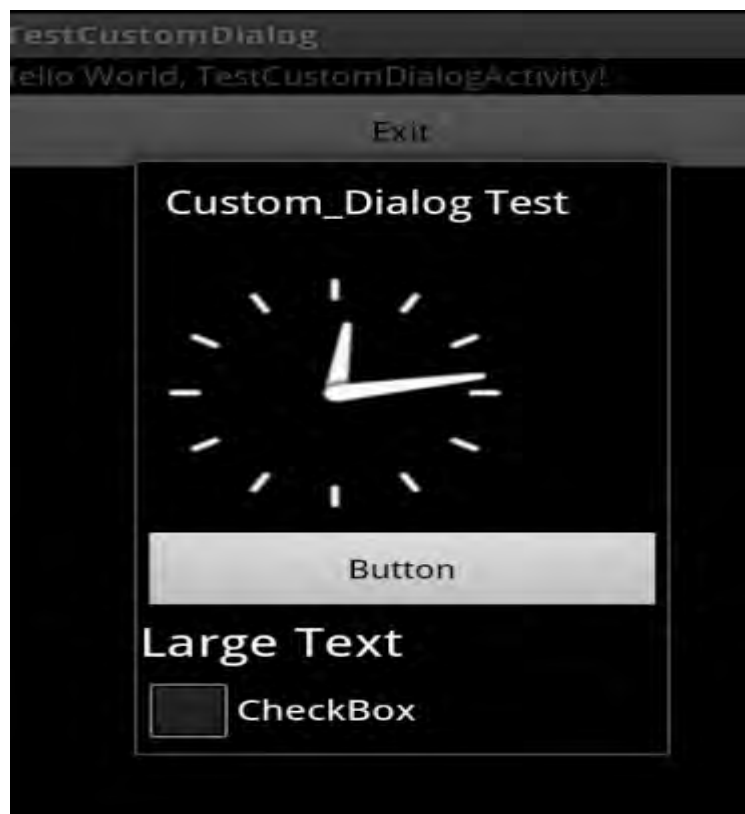 TestCustomDialog
Hello World, TestCustomDialogActivity!
Exit
Custom_Dialog Test
Button
Large Text
CheckBox